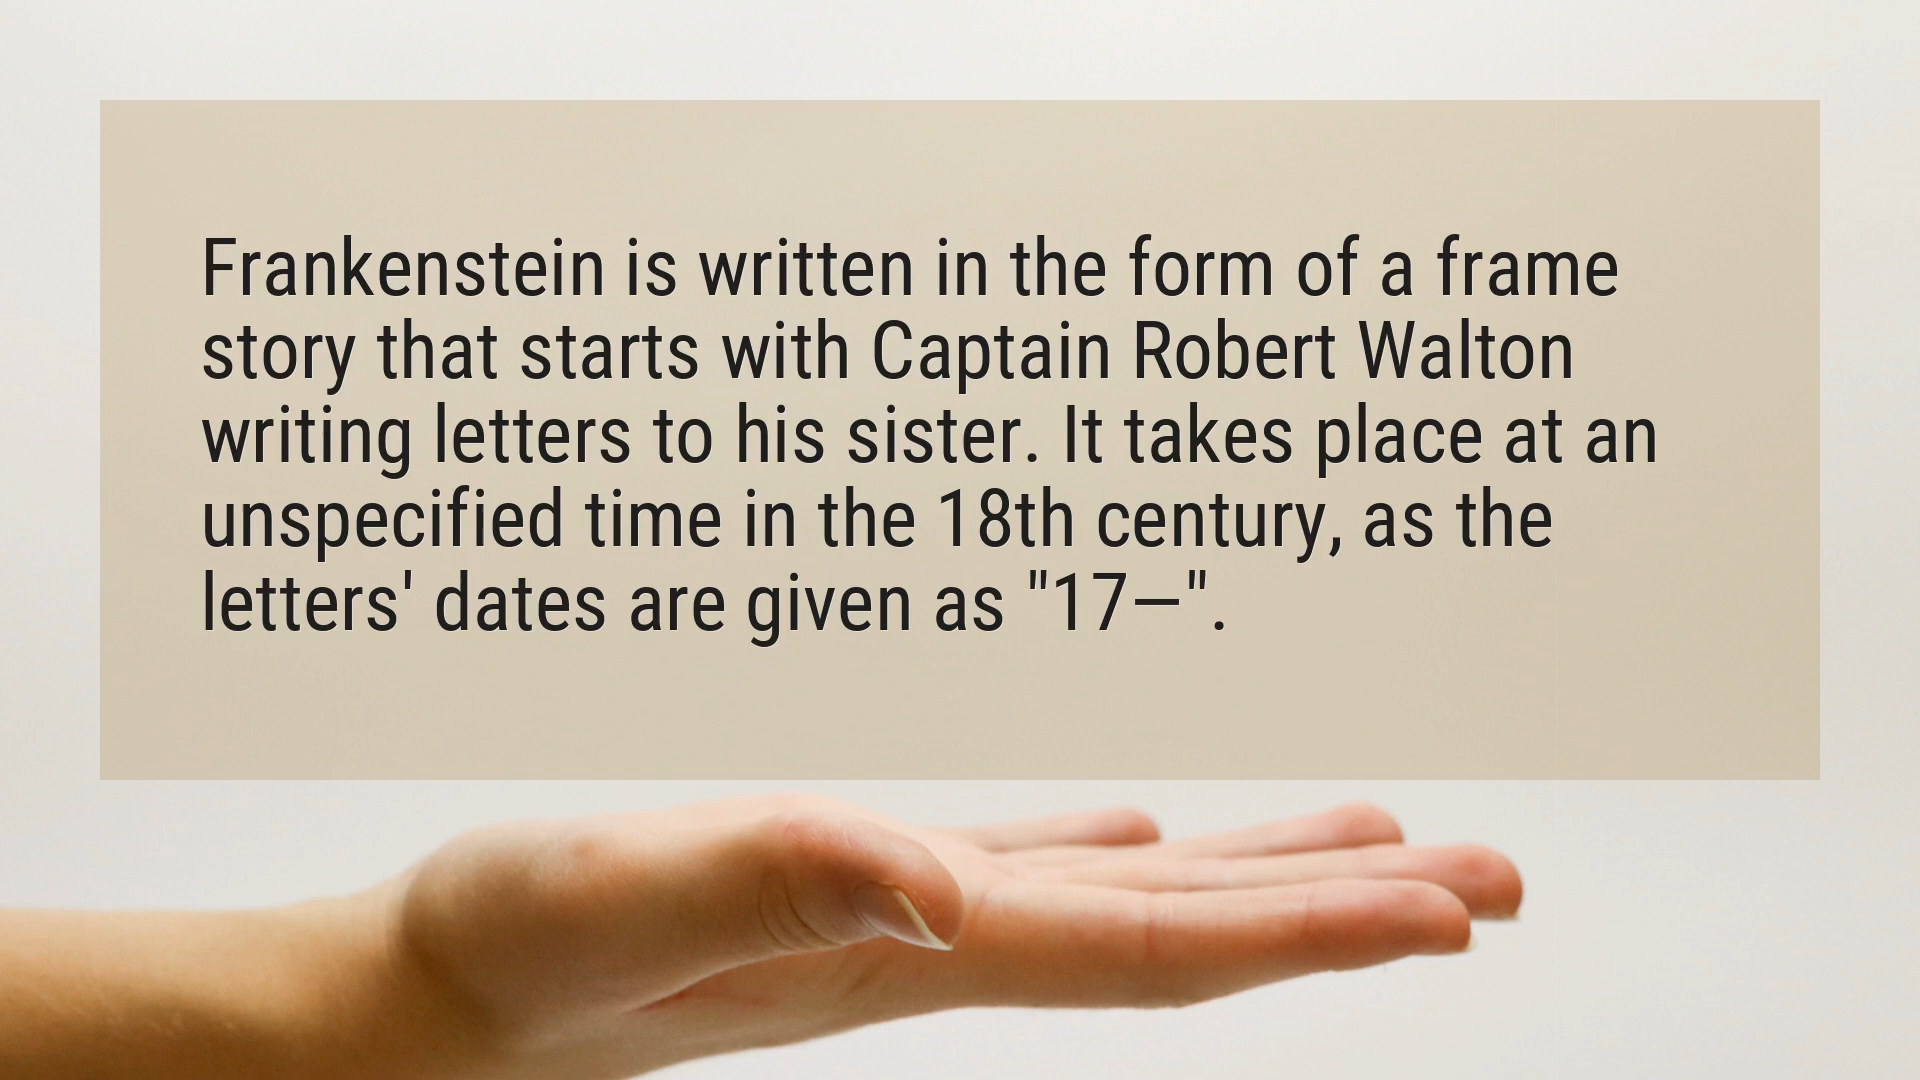 Frankenstein is written in the form of a frame
story that starts with Captain Robert Walton
writing letters to his sister. It takes place at an
unspecified time in the 18th century, as the
letters' dates are given as "17—".